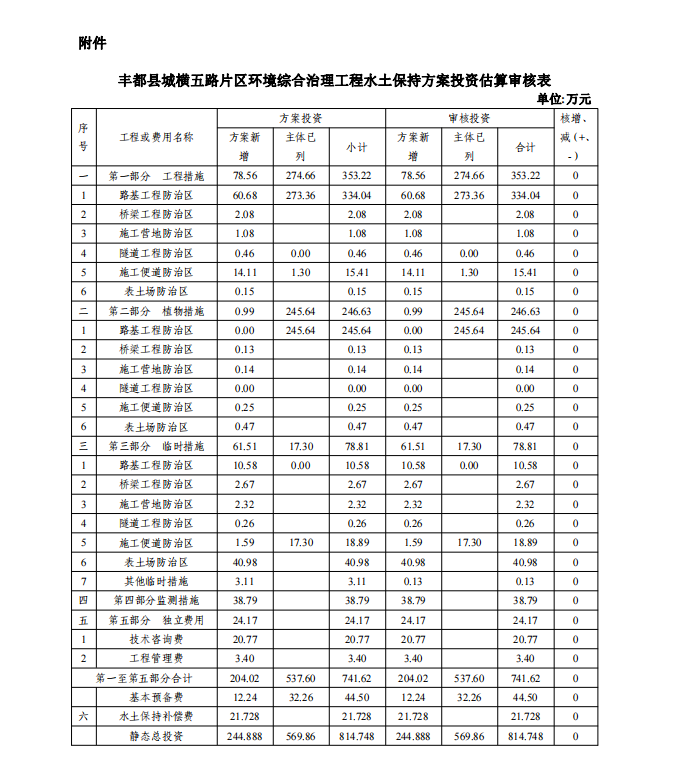 附件
丰都县城横五路片区环境综合治理工程水土保持方案投资估算审核表
单位:万元
序号 工程或费用名称 方案投资 审核投资 核增、减(+、-)
方案新增 主体已列 小计 方案新增 主体已列 合计
一 第一部分 工程措施 78.56 274.66 353.22 78.56 274.66 353.22 0
1 路基工程防治区 60.68 273.36 334.04 60.68 273.36 334.04 0
2 桥梁工程防治区 2.08 2.08 2.08 2.08 0
3 施工营地防治区 1.08 1.08 1.08 1.08 0
4 隧道工程防治区 0.46 0.00 0.46 0.46 0.00 0.46 0
5 施工便道防治区 14.11 1.30 15.41 14.11 1.30 15.41 0
6 表土场防治区 0.15 0.15 0.15 0.15 0
二 第二部分 植物措施 0.99 245.64 246.63 0.99 245.64 246.63 0
1 路基工程防治区 0.00 245.64 245.64 0.00 245.64 245.64 0
2 桥梁工程防治区 0.13 0.13 0.13 0.13 0
3 施工营地防治区 0.14 0.14 0.14 0.14 0
4 隧道工程防治区 0.00 0.00 0.00 0.00 0
5 施工便道防治区 0.25 0.25 0.25 0.25 0
6 表土场防治区 0.47 0.47 0.47 0.47 0
三 第三部分 临时措施 61.51 17.30 78.81 61.51 17.30 78.81 0
1 路基工程防治区 10.58 0.00 10.58 10.58 0.00 10.58 0
2 桥梁工程防治区 2.67 2.67 2.67 2.67 0
3 施工营地防治区 2.32 2.32 2.32 2.32 0
4 隧道工程防治区 0.26 0.26 0.26 0.26 0
5 施工便道防治区 1.59 17.30 18.89 1.59 17.30 18.89 0
6 表土场防治区 40.98 40.98 40.98 40.98 0
7 其他临时措施 3.11 3.11 0.13 0.13 0
四 第四部分监测措施 38.79 38.79 38.79 38.79 0
五 第五部分 独立费用 24.17 24.17 24.17 24.17 0
1 技术咨询费 20.77 20.77 20.77 20.77 0
2 工程管理费 3.40 3.40 3.40 3.40 0
第一至第五部分合计 204.02 537.60 741.62 204.02 537.60 741.62 0
基本预备费 12.24 32.26 44.50 12.24 32.26 44.50 0
六 水土保持补偿费 21.728 21.728 21.728 21.728 0
静态总投资 244.888 569.86 814.748 244.888 569.86 814.748 0